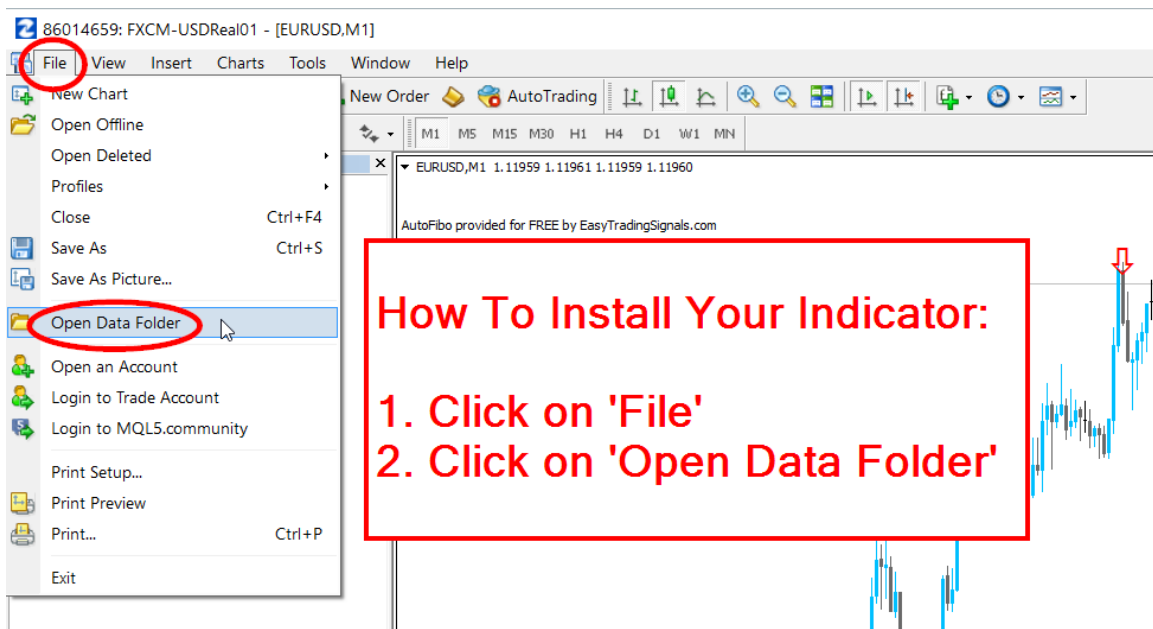 86014659: FXCM-USDReal01 - [EURUSD,M1]
File View Insert Charts Tools Window Help
New Chart
New Order AutoTrading
Open Offline
M1 M5 M15 M30 H1 H4 D1 W1 MN
Open Deleted
EURUSD,M1 1.11959 1.11961 1.11959 1.11960
Profiles
Close Ctrl+F4
AutoFibo provided for FREE by EasyTradingSignals.com
Save As Ctrl+S
Save As Picture...
How To Install Your Indicator:
Open Data Folder
Open an Account
Login to Trade Account
1. Click on 'File'
Login to MQL5.community
2. Click on 'Open Data Folder'
Print Setup...
Print Preview
Print... Ctrl+P
Exit